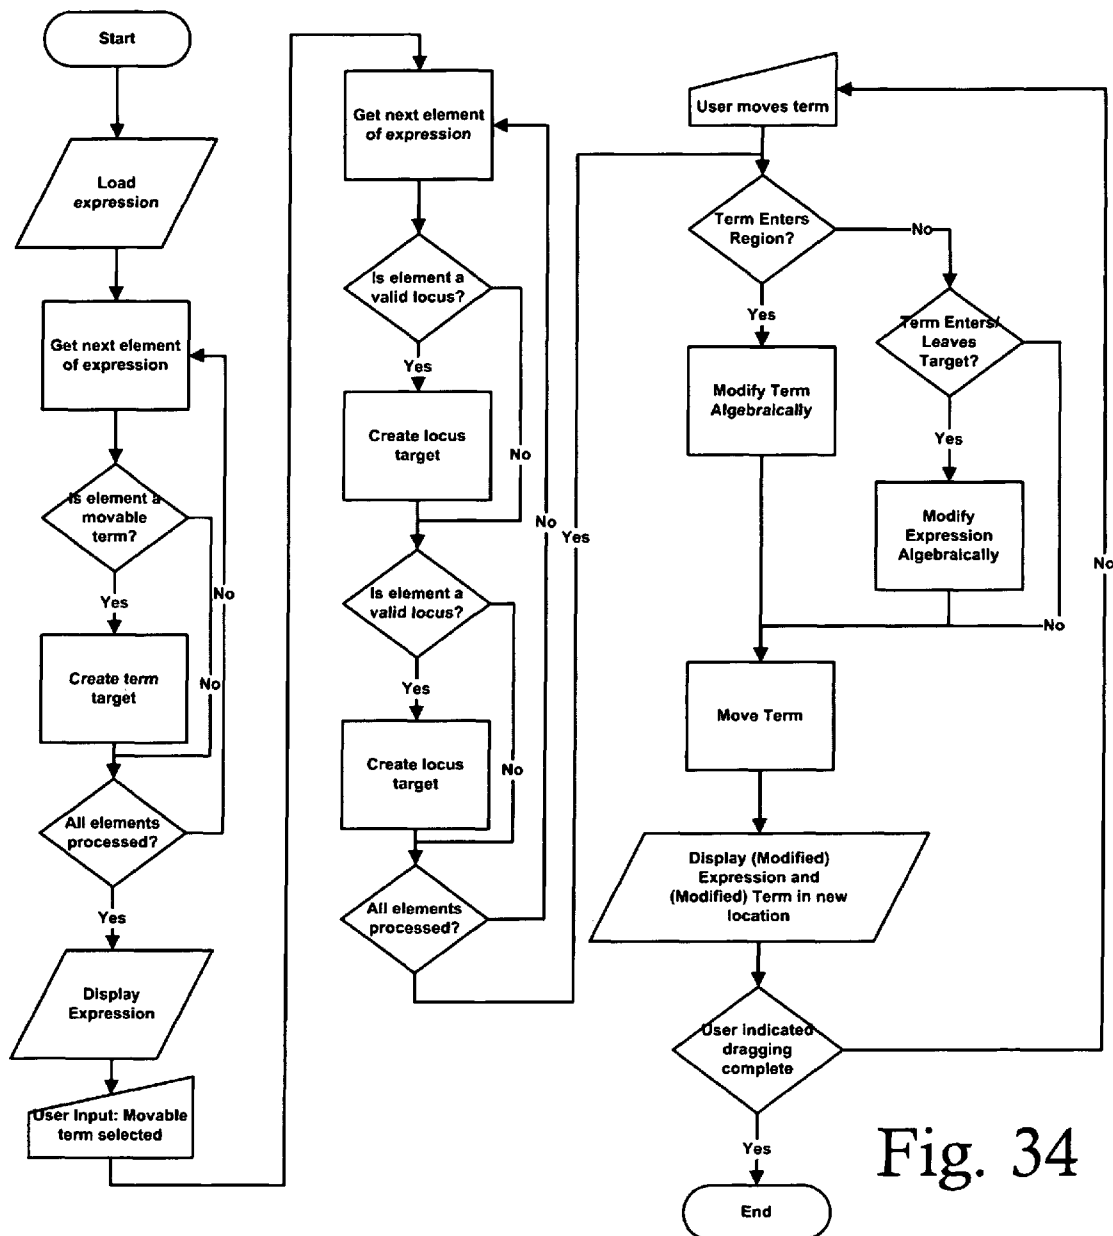 Start
Load
expression
Get next element
of expression
Is element a
movable
term?
Yes
No
Create term
target
No
All elements
processed?
Yes
Display
Expression
User Input: Movable
term selected
Get next element
of expression
Is element a
valid locus?
Yes
Create locus
target
No
No
Is element a
valid locus?
Yes
Create locus
target
No
All elements
processed?
Yes
User moves term
Term Enters
Region?
No
Yes
Term Enters/
Leaves
Target?
Modify Term
Algebraically
Yes
Modify
Expression
Algebraically
No
No
Move Term
Display (Modified)
Expression and
(Modified) Term in new
location
User indicated
dragging
complete
Yes
End
Fig. 34